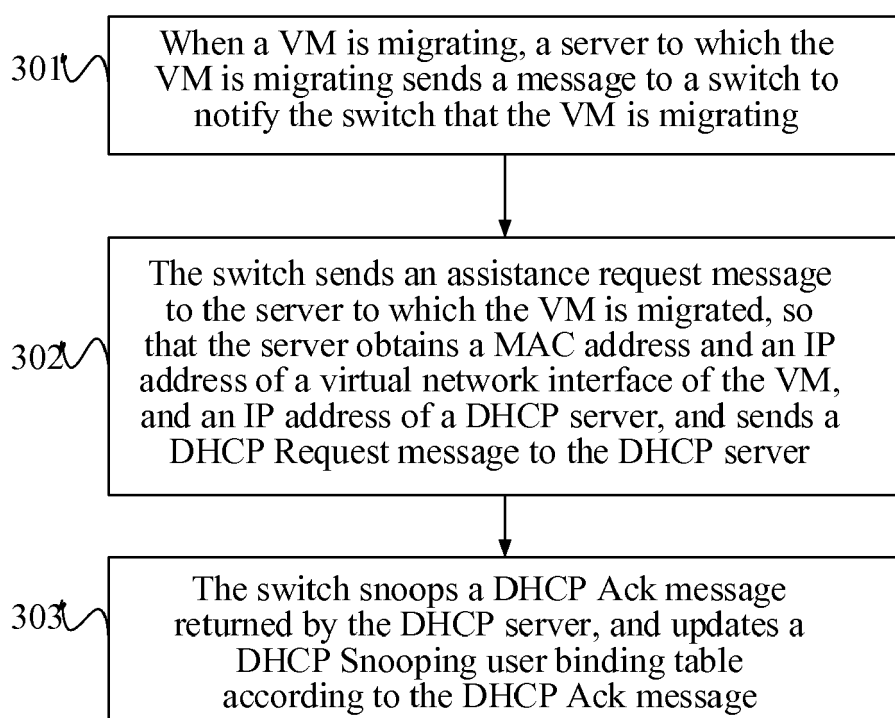 301
When a VM is migrating, a server to which the
VM is migrating sends a message to a switch to
notify the switch that the VM is migrating
302
The switch sends an assistance request message
to the server to which the VM is migrated, so
that the server obtains a MAC address and an IP
address of a virtual network interface of the VM,
and an IP address of a DHCP server, and sends a
DHCP Request message to the DHCP server
303
The switch snoops a DHCP Ack message
returned by the DHCP server, and updates a
DHCP Snooping user binding table
according to the DHCP Ack message